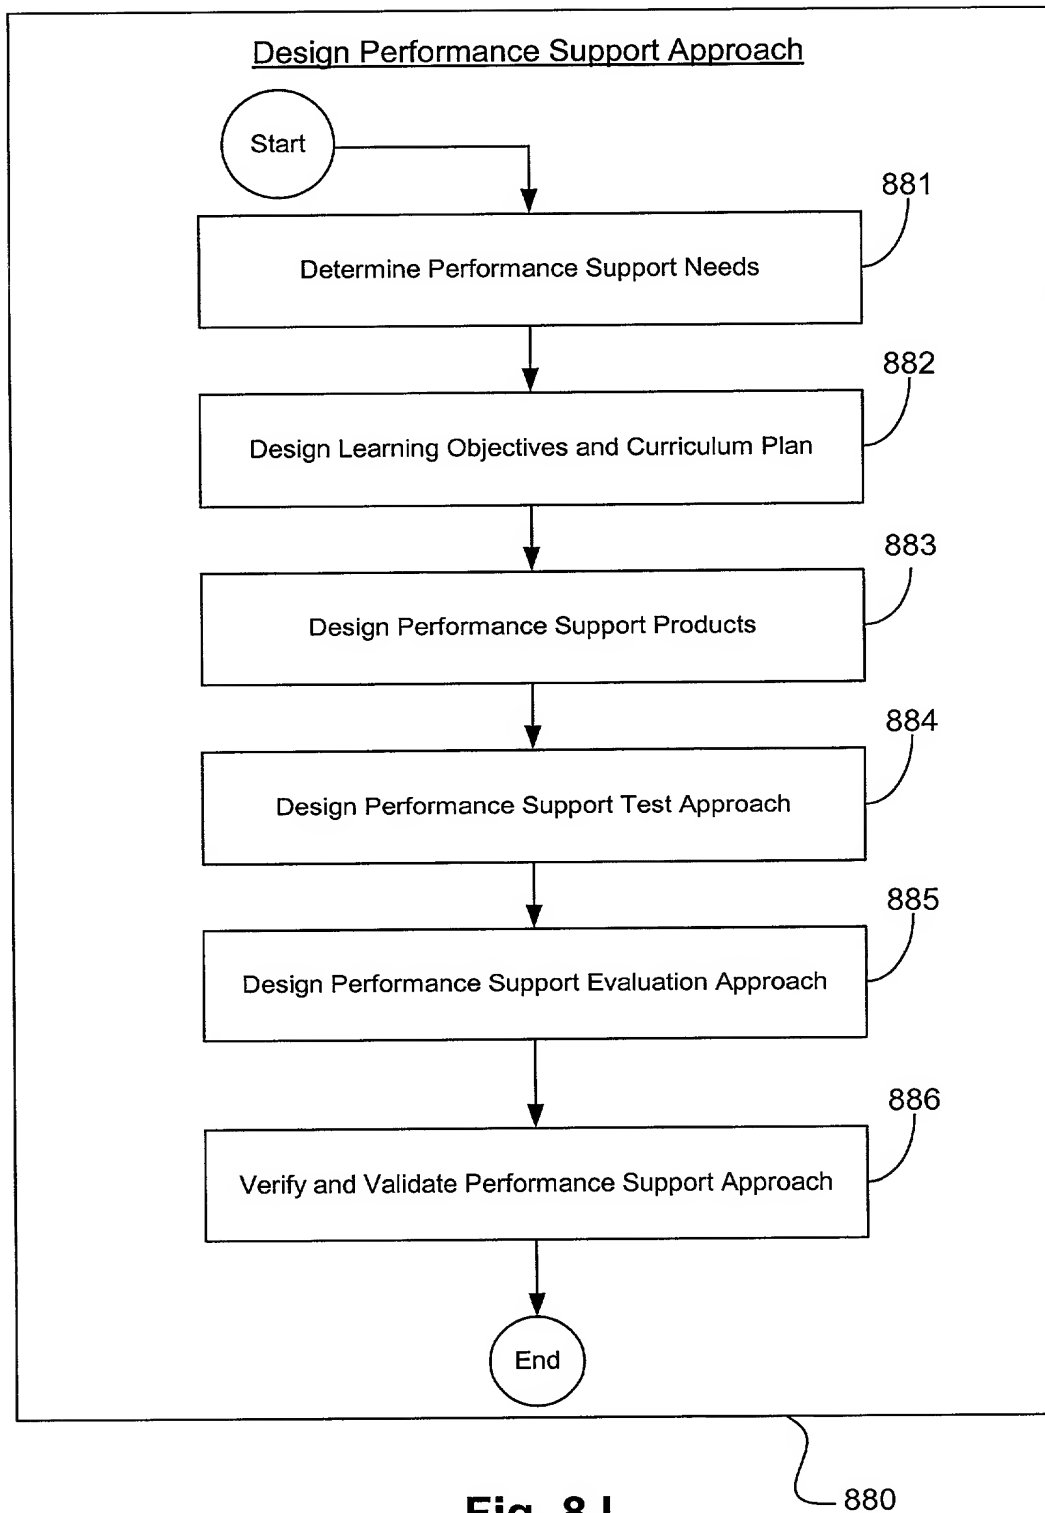 Design Performance Support Approach
Start
881
Determine Performance Support Needs
882
Design Learning Objectives and Curriculum Plan
883
Design Performance Support Products
884
Design Performance Support Test Approach
885
Design Performance Support Evaluation Approach
886
Verify and Validate Performance Support Approach
End
880
Fig. 8